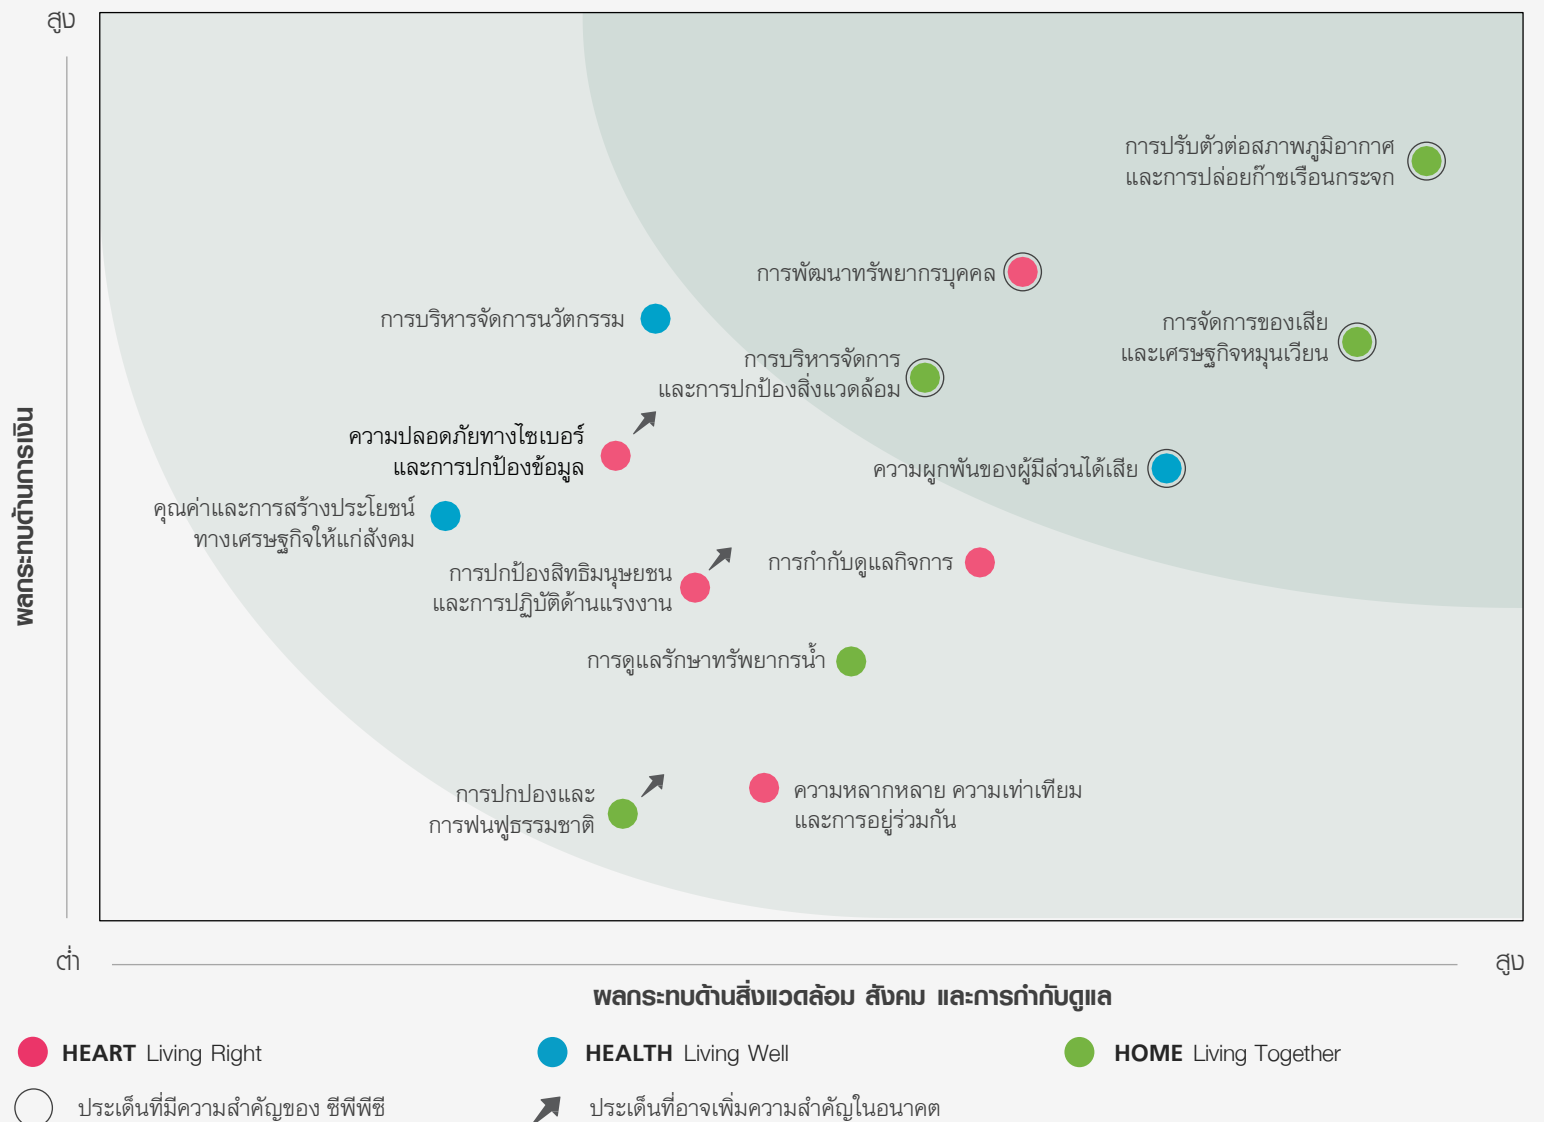 สูง
การปรับตัวต่อสภาพภูมิอากาศ
และการปล่อยก๊าซเรือนกระจก
การพัฒนาทรัพยากรบุคคล
การบริหารจัดการนวัตกรรม
การจัดการของเสีย
และเศรษฐกิจหมุนเวียน
การบริหารจัดการ
และการปกป้องสิ่งแวดล้อม
ความปลอดภัยทางไซเบอร์
และการปกป้องข้อมูล
ความผูกพันของผู้มีส่วนได้เสีย
คุณค่าและการสร้างประโยชน์
ทางเศรษฐกิจให้แก่สังคม
การปกป้องสิทธิมนุษยชน
และการปฏิบัติด้านแรงงาน
การกำกับดูแลกิจการ
การดูแลรักษาทรัพยากรน้ำ
การปกปองและ
การฟนฟูธรรมชาติ
ความหลากหลาย ความเท่าเทียม
และการอยู่ร่วมกัน
ผลกระทบด้านการเงิน
ต่ำ
สูง
ผลกระทบด้านสิ่งแวดล้อม สังคม และการกำกับดูแล
HEART Living Right
HEALTH Living Well
HOME Living Together
ประเด็นที่มีความสำคัญของ ซีพีพีซี
ประเด็นที่อาจเพิ่มความสำคัญในอนาคต